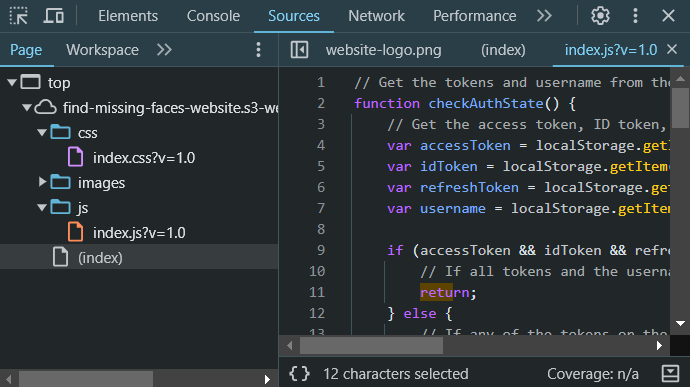 Elements Console Sources Network Performance
Page Workspace website-logo.png (index) index.js?v=1.0
top
find-missing-faces-website.s3-we
css
index.css?v=1.0
images
js
index.js?v=1.0
(index)
1 // Get the tokens and username from the
2 function checkAuthState() {
3 // Get the access token, ID token,
4 var accessToken = localStorage.getI
5 var idToken = localStorage.getItem(
6 var refreshToken = localStorage.get
7 var username = localStorage.getItem
8
9 if (accessToken && idToken && refre
10 // If all tokens and the userna
11 return;
12 } else {
13 // If any of the tokens or the
{} 12 characters selected Coverage: n/a